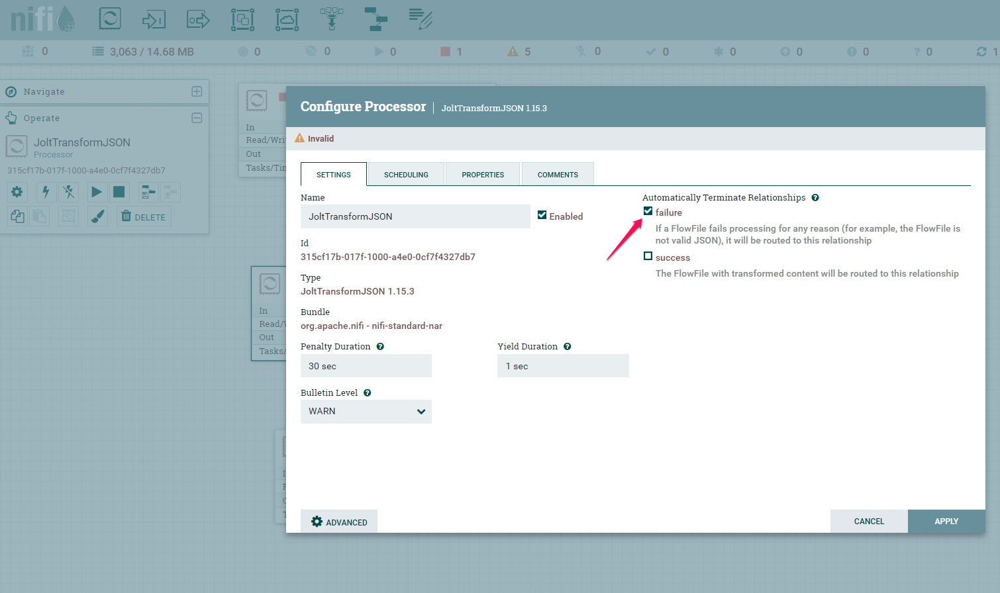 nifi
0 3,063 / 14.68 MB 0 0 0 1 5 0 0 0 0 0 ? 0 1
Navigate
Operate
JoltTransformJSON
Processor
315cf17b-017f-1000-a4e0-0cf7f4327db7
DELETE
In
Read/Wri
Out
Tasks/Tim
In
Read/W
Out
Tasks/
Configure Processor | JoltTransformJSON 1.15.3
Invalid
SETTINGS SCHEDULING PROPERTIES COMMENTS
Name
JoltTransformJSON
Enabled
Id
315cf17b-017f-1000-a4e0-0cf7f4327db7
Type
JoltTransformJSON 1.15.3
Bundle
org.apache.nifi - nifi-standard-nar
Penalty Duration ?
30 sec
Yield Duration ?
1 sec
Bulletin Level ?
WARN
Automatically Terminate Relationships ?
failure
If a FlowFile fails processing for any reason (for example, the FlowFile is
not valid JSON), it will be routed to this relationship
success
The FlowFile with transformed content will be routed to this relationship
ADVANCED
CANCEL
APPLY